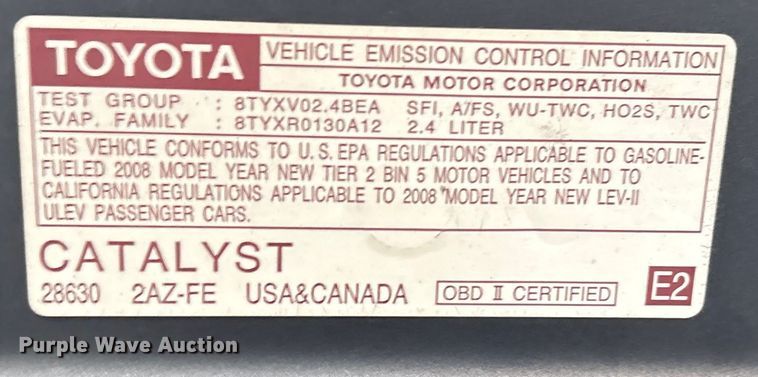 TOYOTA
VEHICLE EMISSION CONTROL INFORMATION
TOYOTA MOTOR CORPORATION
TEST GROUP : 8TYXV02.4BEA SFI, A/FS, WU-TWC, HO2S, TWC
EVAP. FAMILY : 8TYXR0130A12 2.4 LITER
THIS VEHICLE CONFORMS TO U.S. EPA REGULATIONS APPLICABLE TO GASOLINE-
FUELED 2008 MODEL YEAR NEW TIER 2 BIN 5 MOTOR VEHICLES AND TO
CALIFORNIA REGULATIONS APPLICABLE TO 2008 MODEL YEAR NEW LEV-II
ULEV PASSENGER CARS.
CATALYST
28630 2AZ-FE USA&CANADA OBD II CERTIFIED E2
Purple Wave Auction